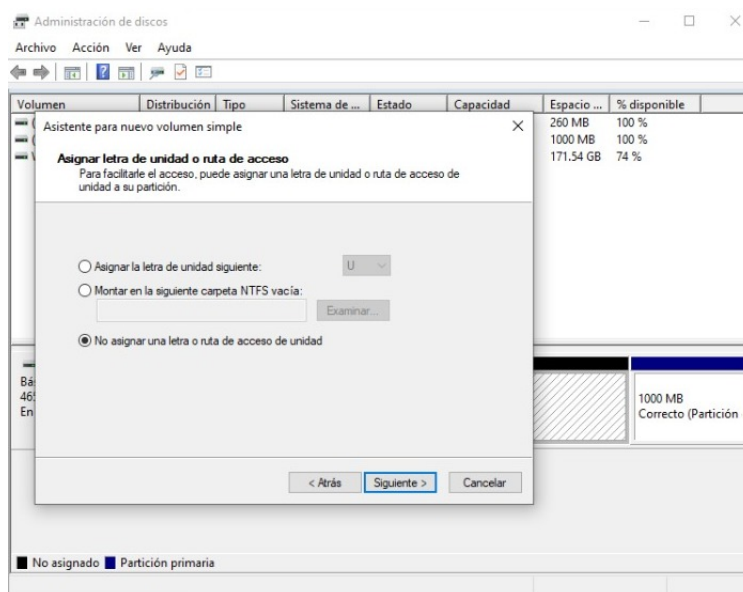 Administración de discos
Archivo Acción Ver Ayuda
Volumen Distribución Tipo Sistema de ... Estado Capacidad Espacio ... % disponible
260 MB 100 %
1000 MB 100 %
171.54 GB 74 %
Asistente para nuevo volumen simple
Asignar letra de unidad o ruta de acceso
Para facilitarle el acceso, puede asignar una letra de unidad o ruta de acceso de
unidad a su partición.
Asignar la letra de unidad siguiente: U
Montar en la siguiente carpeta NTFS vacía:
Examinar...
No asignar una letra o ruta de acceso de unidad
< Atrás Siguiente > Cancelar
Bá
465
En
1000 MB
Correcto (Partición
No asignado Partición primaria